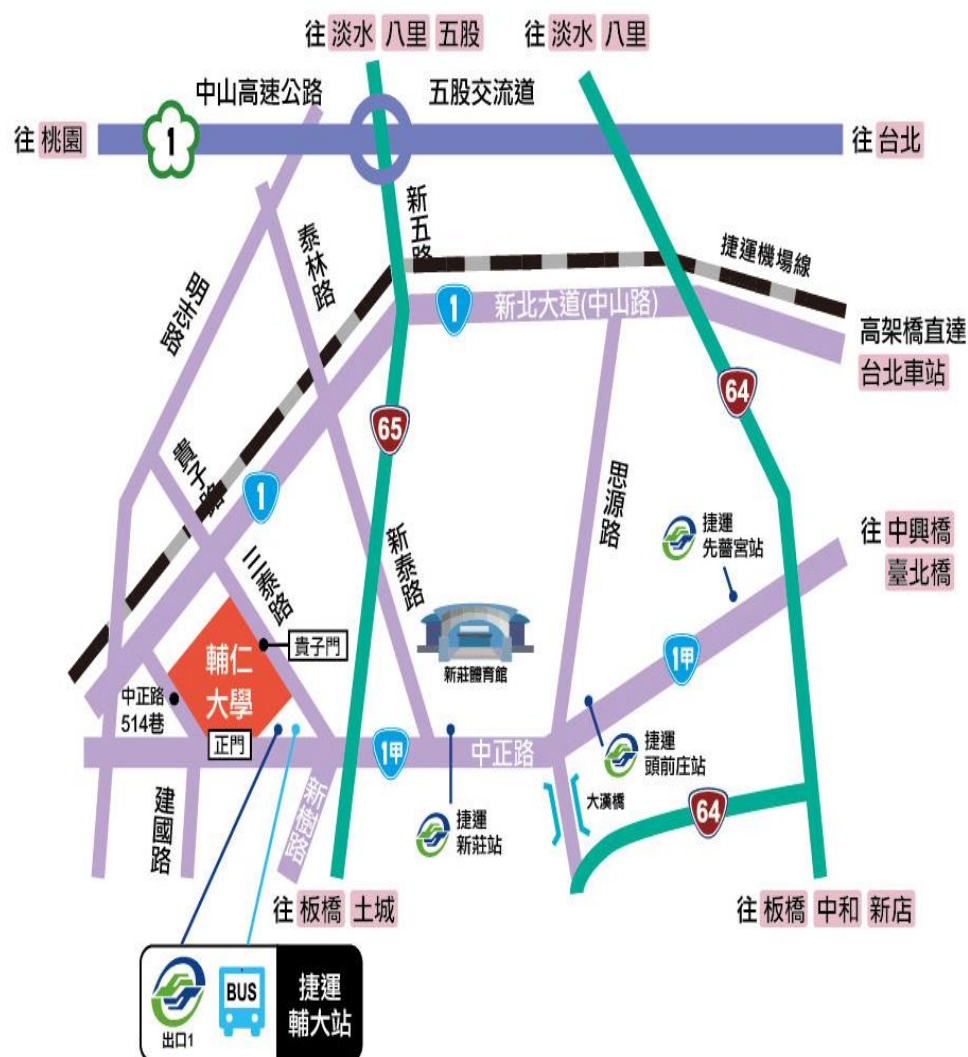 往 淡水 八里 五股
往 淡水 八里
中山高速公路
五股交流道
往 桃園
1
往 台北
新五路
泰林路
明志路
捷運機場線
1
新北大道(中山路)
高架橋直達
台北車站
65
64
貴子路
1
思源路
捷運
先嗇宮站
往 中興橋
臺北橋
新泰路
三泰路
貴子門
輔仁
大學
新莊體育館
1甲
中正路
514巷
正門
1甲
中正路
捷運
頭前庄站
建國路
新樹路
捷運
新莊站
大漢橋
64
往 板橋 土城
往 板橋 中和 新店
BUS
出口1
捷運
輔大站